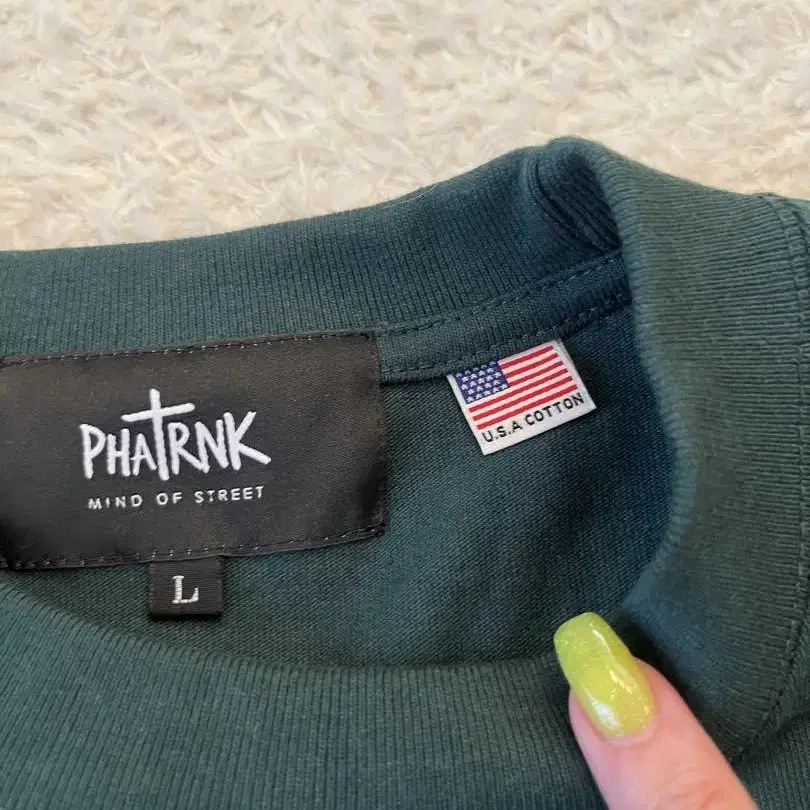 PHATRNK
MIND OF STREET
L
U.S.A COTTON